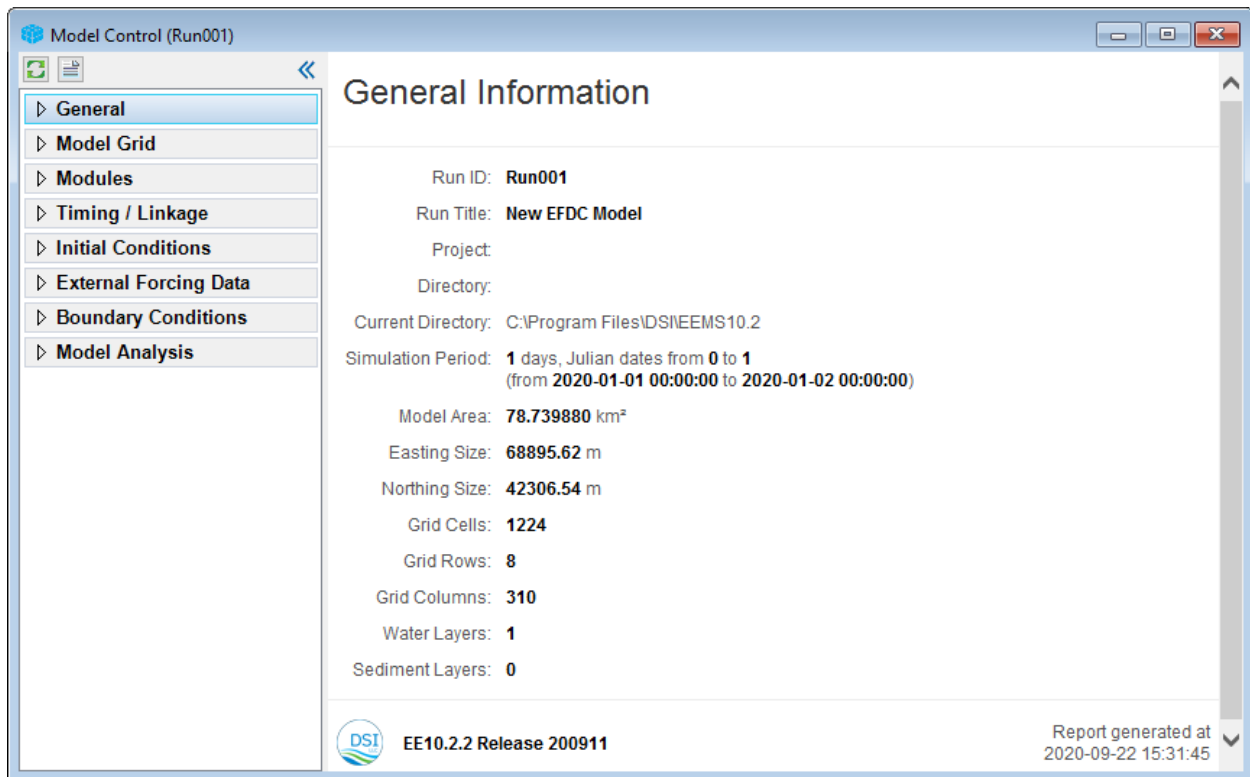 Model Control (Run001)
General
Model Grid
Modules
Timing / Linkage
Initial Conditions
External Forcing Data
Boundary Conditions
Model Analysis
General Information
Run ID: Run001
Run Title: New EFDC Model
Project:
Directory:
Current Directory: C:\Program Files\DSI\EEMS10.2
Simulation Period: 1 days, Julian dates from 0 to 1
(from 2020-01-01 00:00:00 to 2020-01-02 00:00:00)
Model Area: 78.739880 km²
Easting Size: 68895.62 m
Northing Size: 42306.54 m
Grid Cells: 1224
Grid Rows: 8
Grid Columns: 310
Water Layers: 1
Sediment Layers: 0
DSI
EE10.2.2 Release 200911
Report generated at
2020-09-22 15:31:45